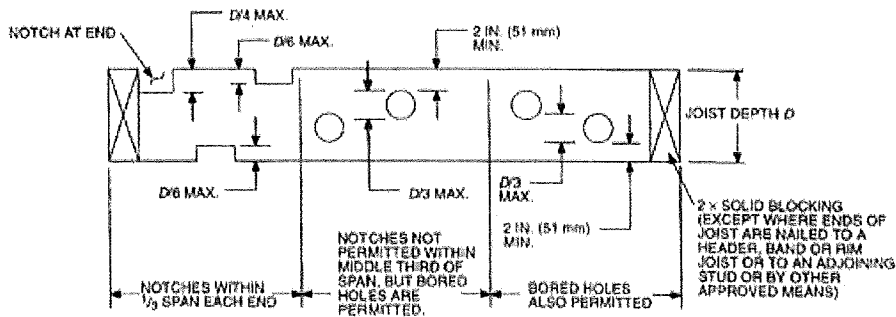 D/4 MAX.
NOTCH AT END
D/6 MAX.
2 IN. (51 mm)
MIN.
JOIST DEPTH D
D/6 MAX.
D/3 MAX.
D/3
MAX.
2 IN. (51 mm)
MIN.
2 × SOLID BLOCKING
(EXCEPT WHERE ENDS OF
JOIST ARE NAILED TO A
HEADER, BAND OR RIM
JOIST OR TO AN ADJOINING
STUD OR BY OTHER
APPROVED MEANS)
NOTCHES WITHIN
1/3 SPAN EACH END
NOTCHES NOT
PERMITTED WITHIN
MIDDLE THIRD OF
SPAN, BUT BORED
HOLES ARE
PERMITTED.
BORED HOLES
ALSO PERMITTED